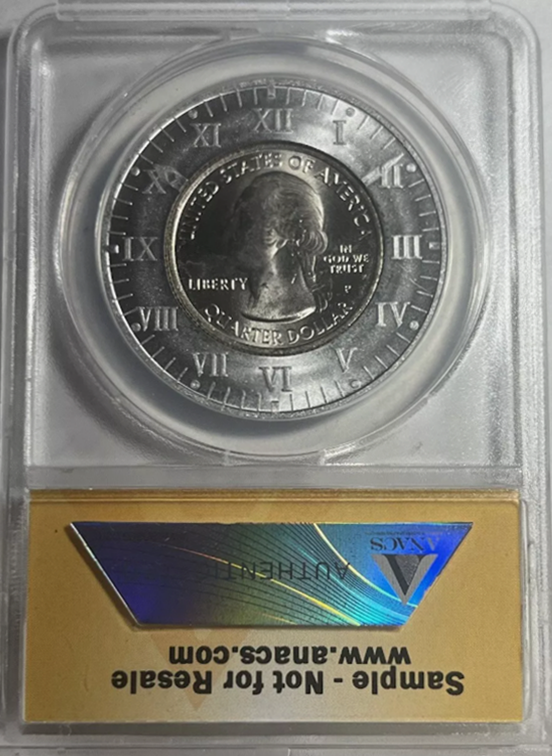 XII
I
II
III
IV
V
VI
VII
VIII
IX
X
XI
UNITED STATES OF AMERICA
LIBERTY
IN
GOD WE
TRUST
P
QUARTER DOLLAR
ANACS
AUTHENTIC
www.anacs.com
Sample - Not for Resale